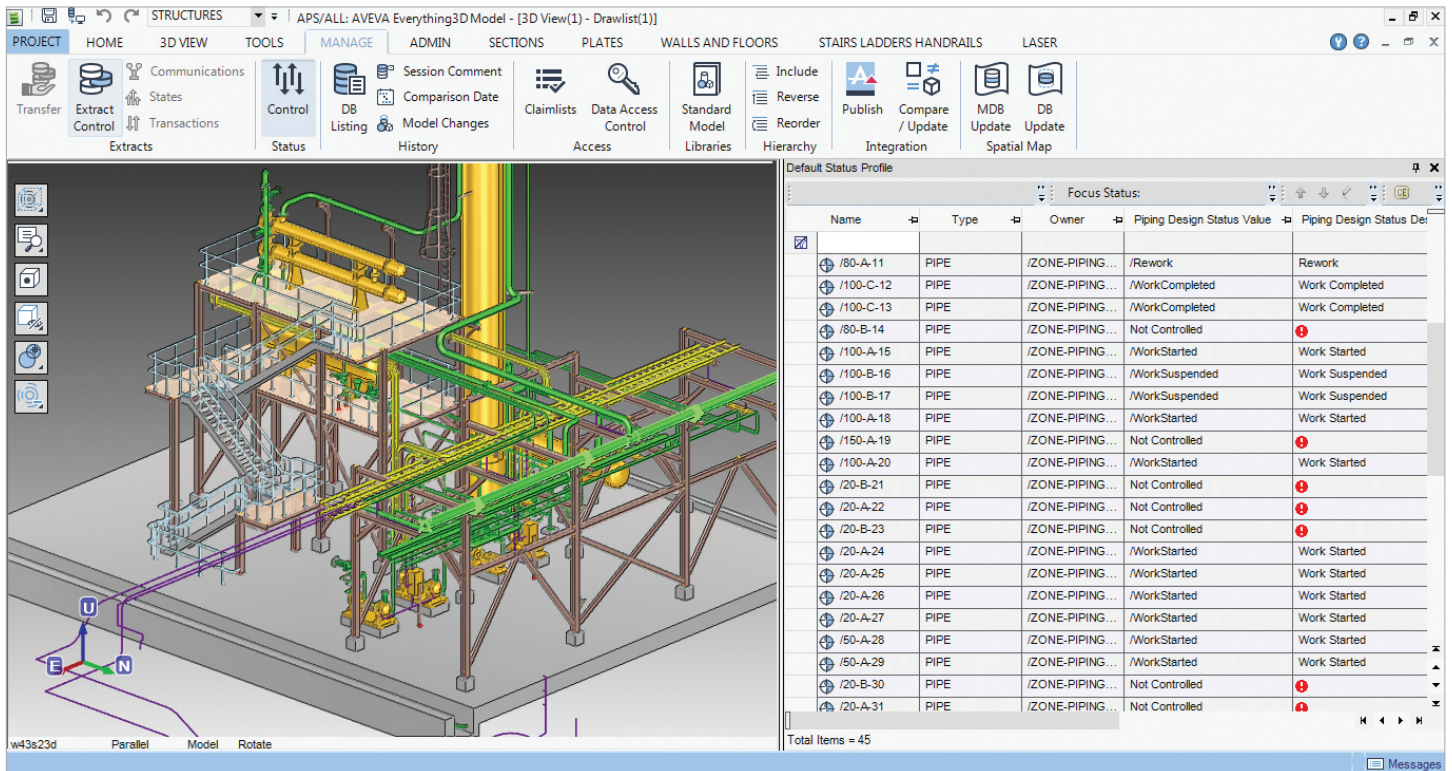 STRUCTURES APS/ALL: AVEVA Everything3D Model - [3D View(1) - Drawlist(1)]
PROJECT HOME 3D VIEW TOOLS MANAGE ADMIN SECTIONS PLATES WALLS AND FLOORS STAIRS LADDERS HANDRAILS LASER
Transfer Extract Control Communications States Transactions Control DB Listing Session Comment Comparison Date Model Changes Claimlists Data Access Control Standard Model Include Reverse Reorder Publish Compare / Update MDB Update DB Update
Extracts Status History Access Libraries Hierarchy Integration Spatial Map
Default Status Profile
Focus Status: CE
Name Type Owner Piping Design Status Value Piping Design Status Des
/80-A-11 PIPE /ZONE-PIPING... /Rework Rework
/100-C-12 PIPE /ZONE-PIPING... /WorkCompleted Work Completed
/100-C-13 PIPE /ZONE-PIPING... /WorkCompleted Work Completed
/80-B-14 PIPE /ZONE-PIPING... Not Controlled
/100-A-15 PIPE /ZONE-PIPING... /WorkStarted Work Started
/100-B-16 PIPE /ZONE-PIPING... /WorkSuspended Work Suspended
/100-B-17 PIPE /ZONE-PIPING... /WorkSuspended Work Suspended
/100-A-18 PIPE /ZONE-PIPING... /WorkStarted Work Started
/150-A-19 PIPE /ZONE-PIPING... Not Controlled
/100-A-20 PIPE /ZONE-PIPING... /WorkStarted Work Started
/20-B-21 PIPE /ZONE-PIPING... Not Controlled
/20-A-22 PIPE /ZONE-PIPING... Not Controlled
/20-B-23 PIPE /ZONE-PIPING... Not Controlled
/20-A-24 PIPE /ZONE-PIPING... /WorkStarted Work Started
/20-A-25 PIPE /ZONE-PIPING... /WorkStarted Work Started
/20-A-26 PIPE /ZONE-PIPING... /WorkStarted Work Started
/20-A-27 PIPE /ZONE-PIPING... /WorkStarted Work Started
/50-A-28 PIPE /ZONE-PIPING... /WorkStarted Work Started
/50-A-29 PIPE /ZONE-PIPING... /WorkStarted Work Started
/20-B-30 PIPE /ZONE-PIPING... Not Controlled
/20-A-31 PIPE /ZONE-PIPING... Not Controlled
U
E N
Total Items = 45
w43s23d Parallel Model Rotate
Messages